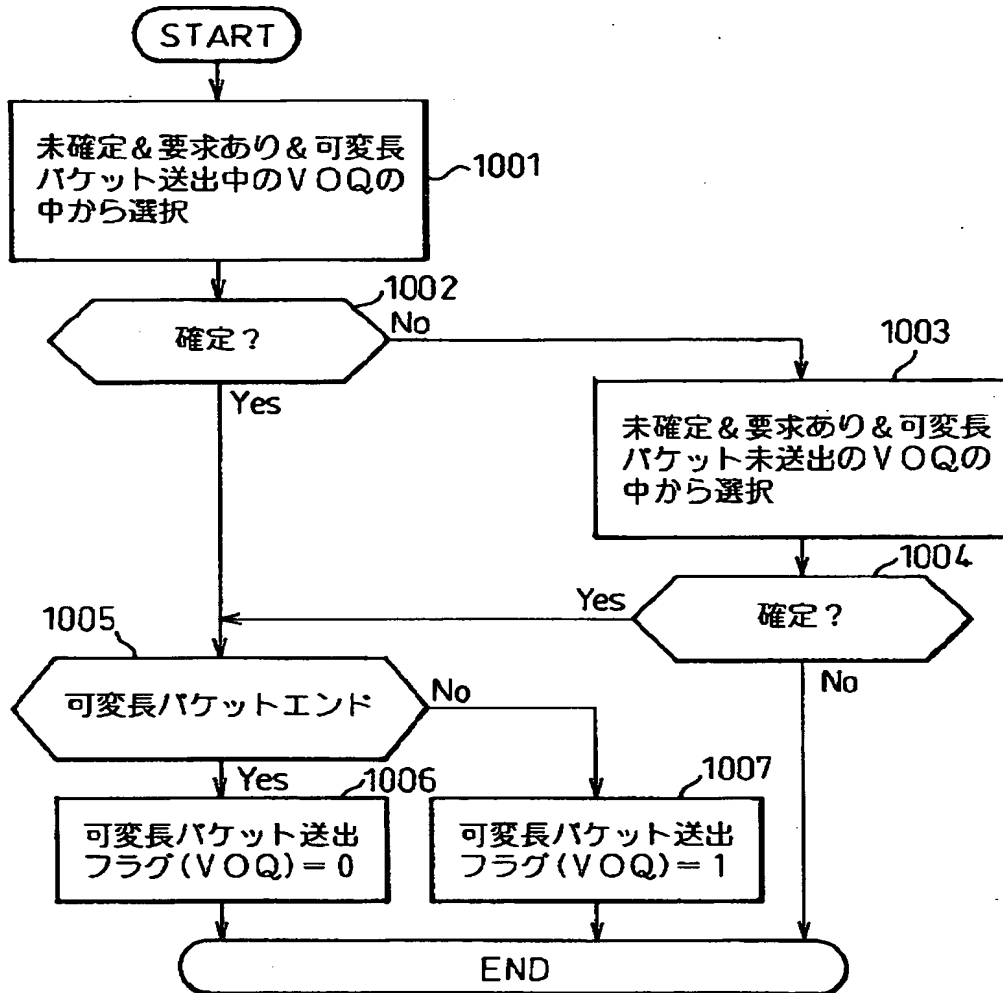 START
未確定&要求あり&可変長
パケット送出中のVOQの
中から選択
1001
1002
確定?
No
Yes
1003
未確定&要求あり&可変長
パケット未送出のVOQの
中から選択
1004
確定?
Yes
No
1005
可変長パケットエンド
No
Yes
1006
可変長パケット送出
フラグ(VOQ)=0
1007
可変長パケット送出
フラグ(VOQ)=1
END